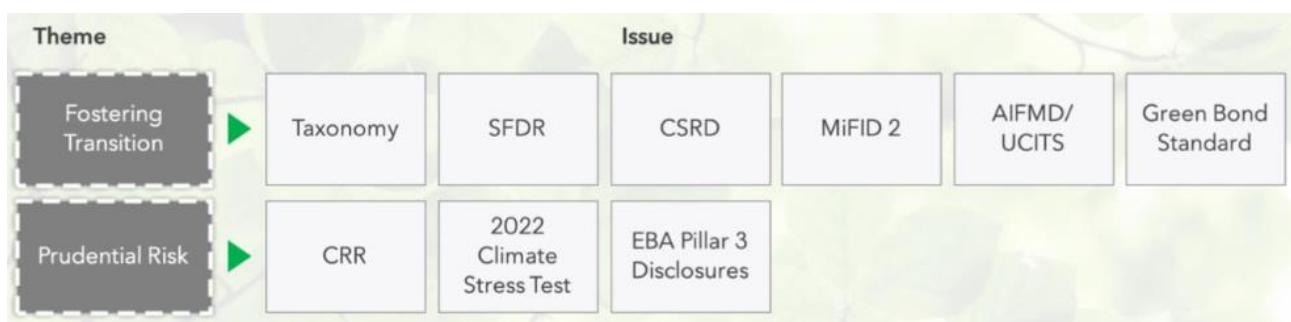 Theme
Issue
Fostering
Transition
Taxonomy
SFDR
CSRD
MiFID 2
AIFMD/
UCITS
Green Bond
Standard
Prudential Risk
CRR
2022
Climate
Stress Test
EBA Pillar 3
Disclosures